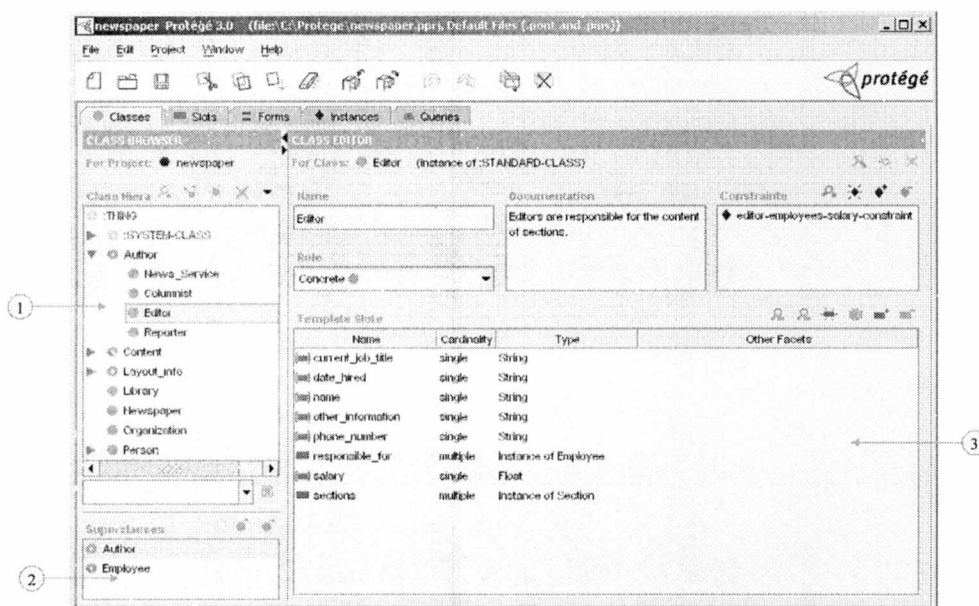 newspaper Protégé 3.0 (file:\C:\Protege\newspaper.pprj, Default Files (.pont and .pins))
File Edit Project Window Help
protégé
Classes Slots Forms Instances Queries
CLASS BROWSER
CLASS EDITOR
For Project: newspaper
For Class: Editor (instance of :STANDARD-CLASS)
Class Hiera
Name
Documentation
Constraints
:THING
:SYSTEM-CLASS
Author
News_Service
Columnist
Editor
Reporter
Content
Layout_info
Library
Newspaper
Organization
Person
Editor
Editors are responsible for the content
of sections.
editor-employees-salary-constraint
Role
Concrete
Template Slots
Name Cardinality Type Other Facets
current_job_title single String
date_hired single String
name single String
other_information single String
phone_number single String
responsible_for multiple Instance of Employee
salary single Float
sections multiple Instance of Section
Superclasses
Author
Employee
1
2
3